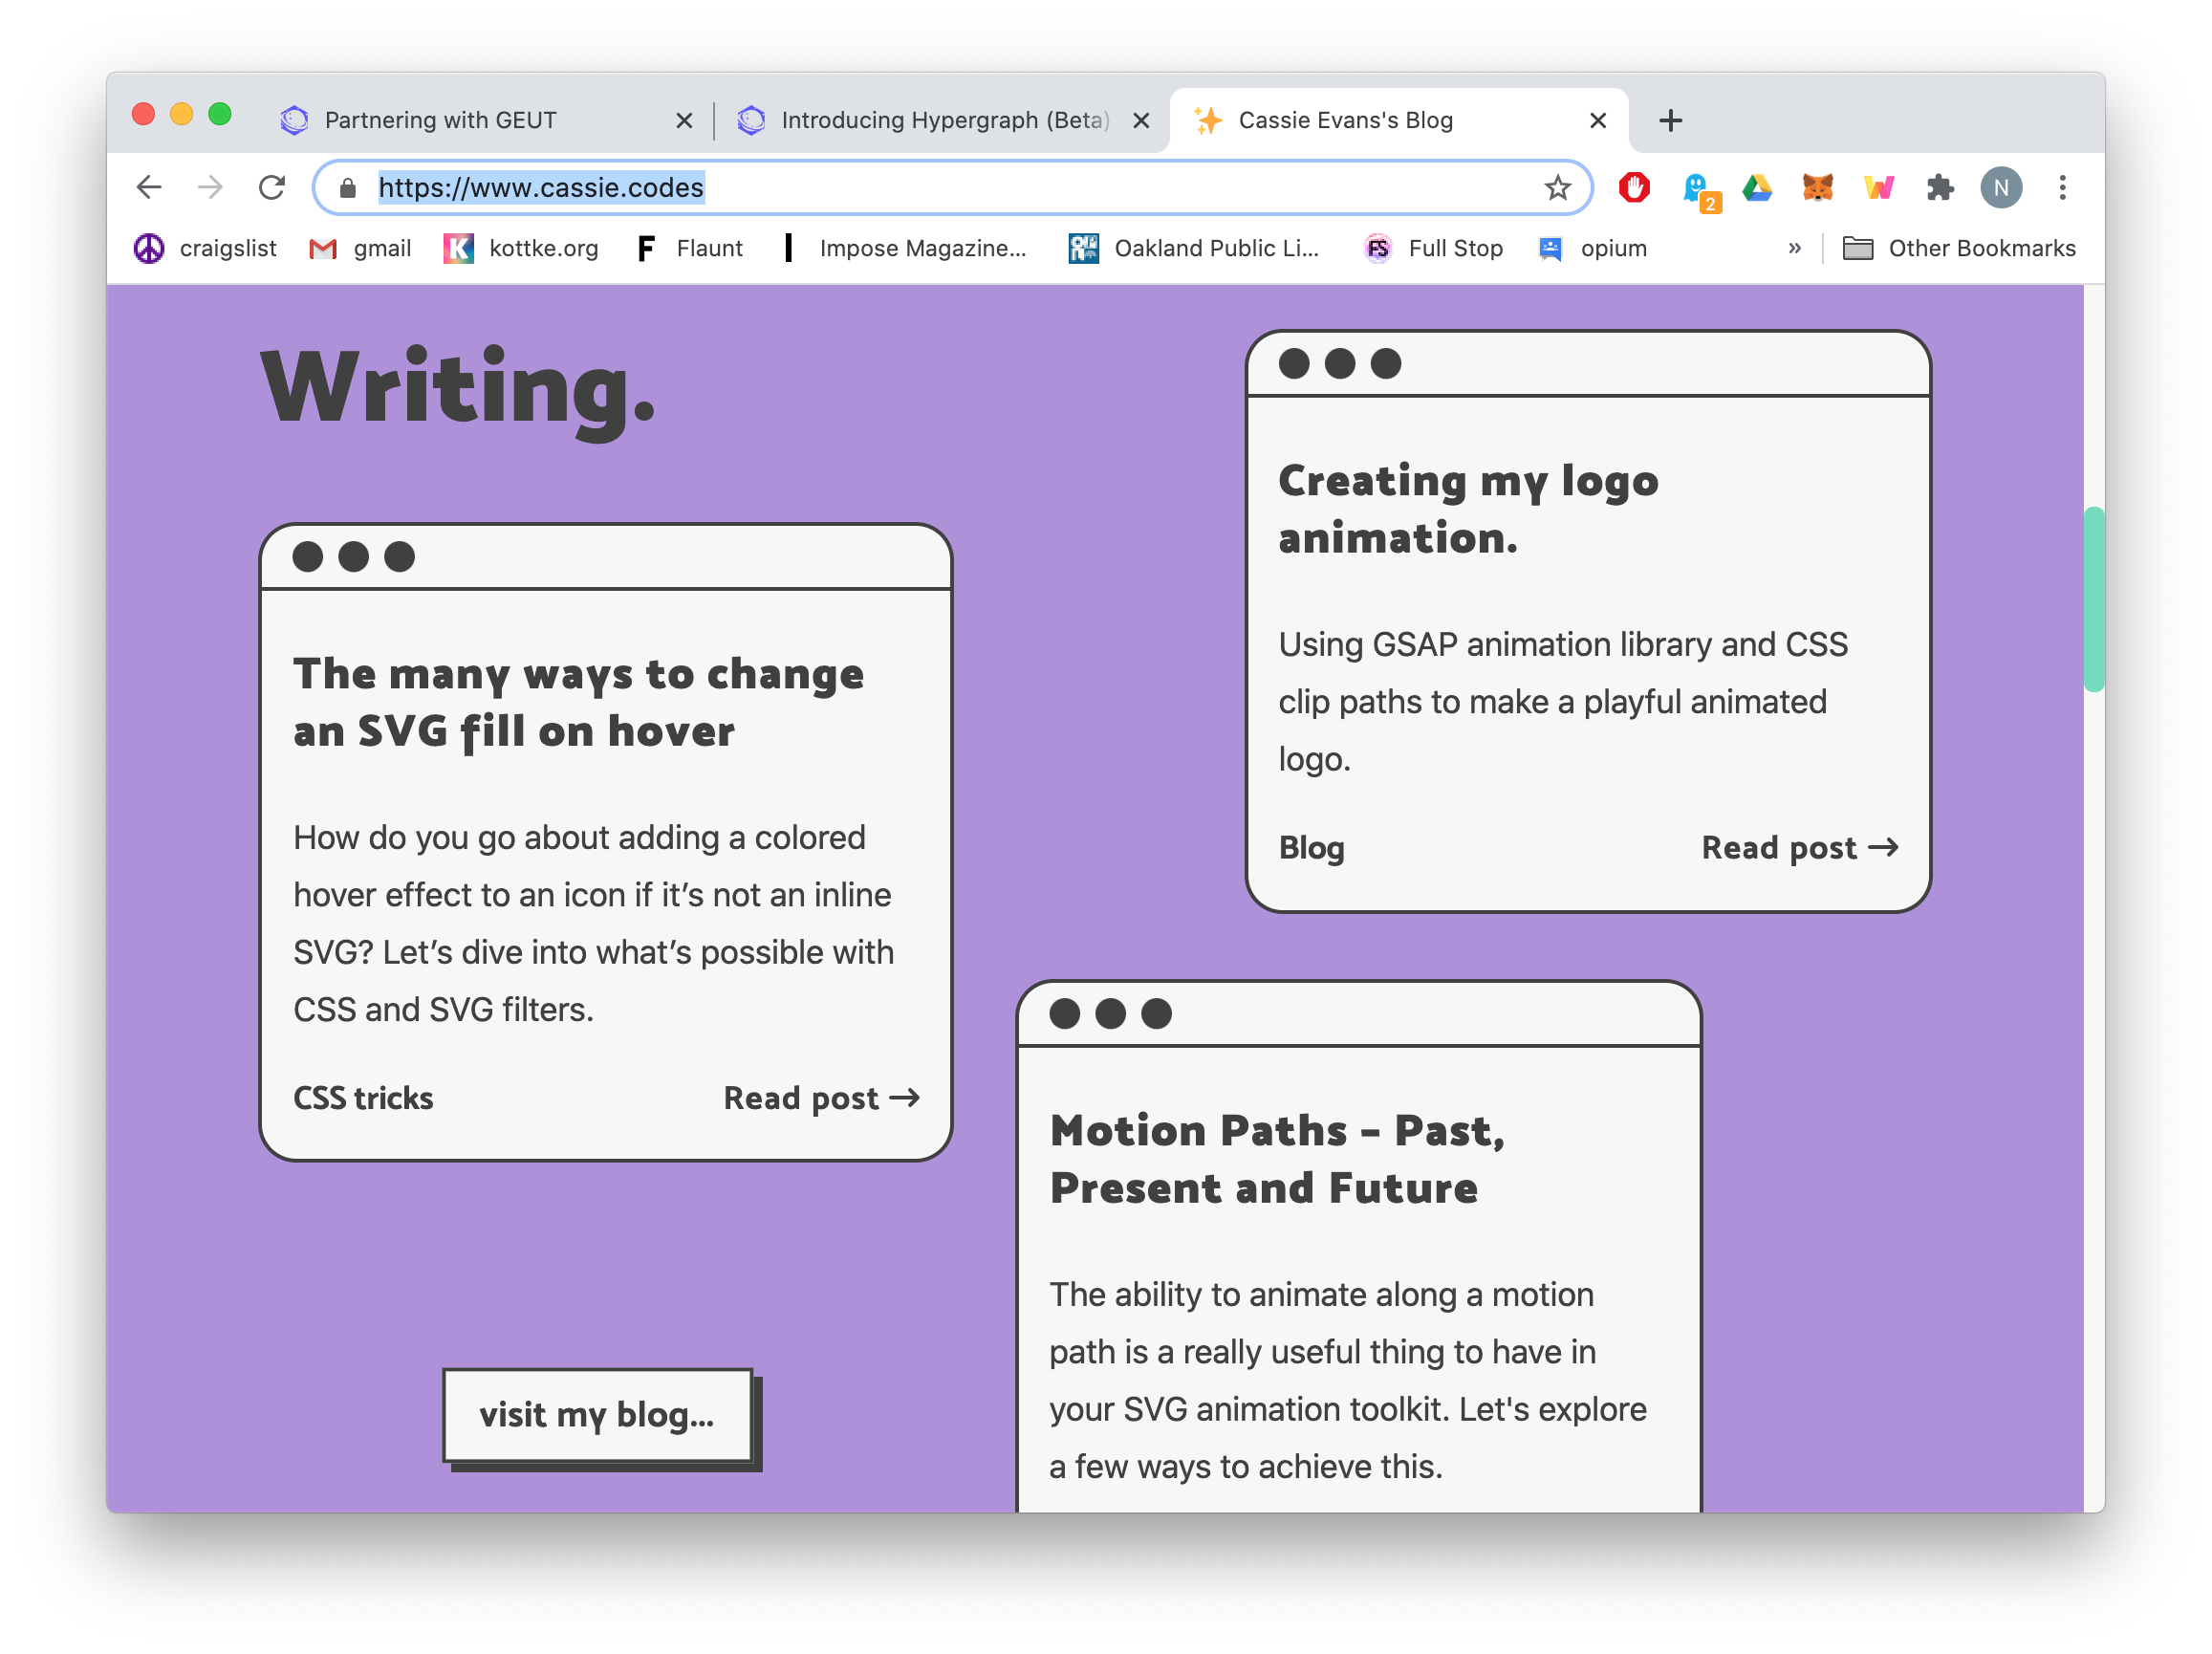 Partnering with GEUT
Introducing Hypergraph (Beta)
Cassie Evans's Blog
https://www.cassie.codes
2
N
craigslist
gmail
K
kottke.org
F
Flaunt
Impose Magazine...
Oakland Public Li...
FS
Full Stop
opium
»
Other Bookmarks
Writing.
The many ways to change
an SVG fill on hover
How do you go about adding a colored
hover effect to an icon if it’s not an inline
SVG? Let’s dive into what’s possible with
CSS and SVG filters.
CSS tricks
Read post →
visit my blog...
Creating my logo
animation.
Using GSAP animation library and CSS
clip paths to make a playful animated
logo.
Blog
Read post →
Motion Paths – Past,
Present and Future
The ability to animate along a motion
path is a really useful thing to have in
your SVG animation toolkit. Let's explore
a few ways to achieve this.